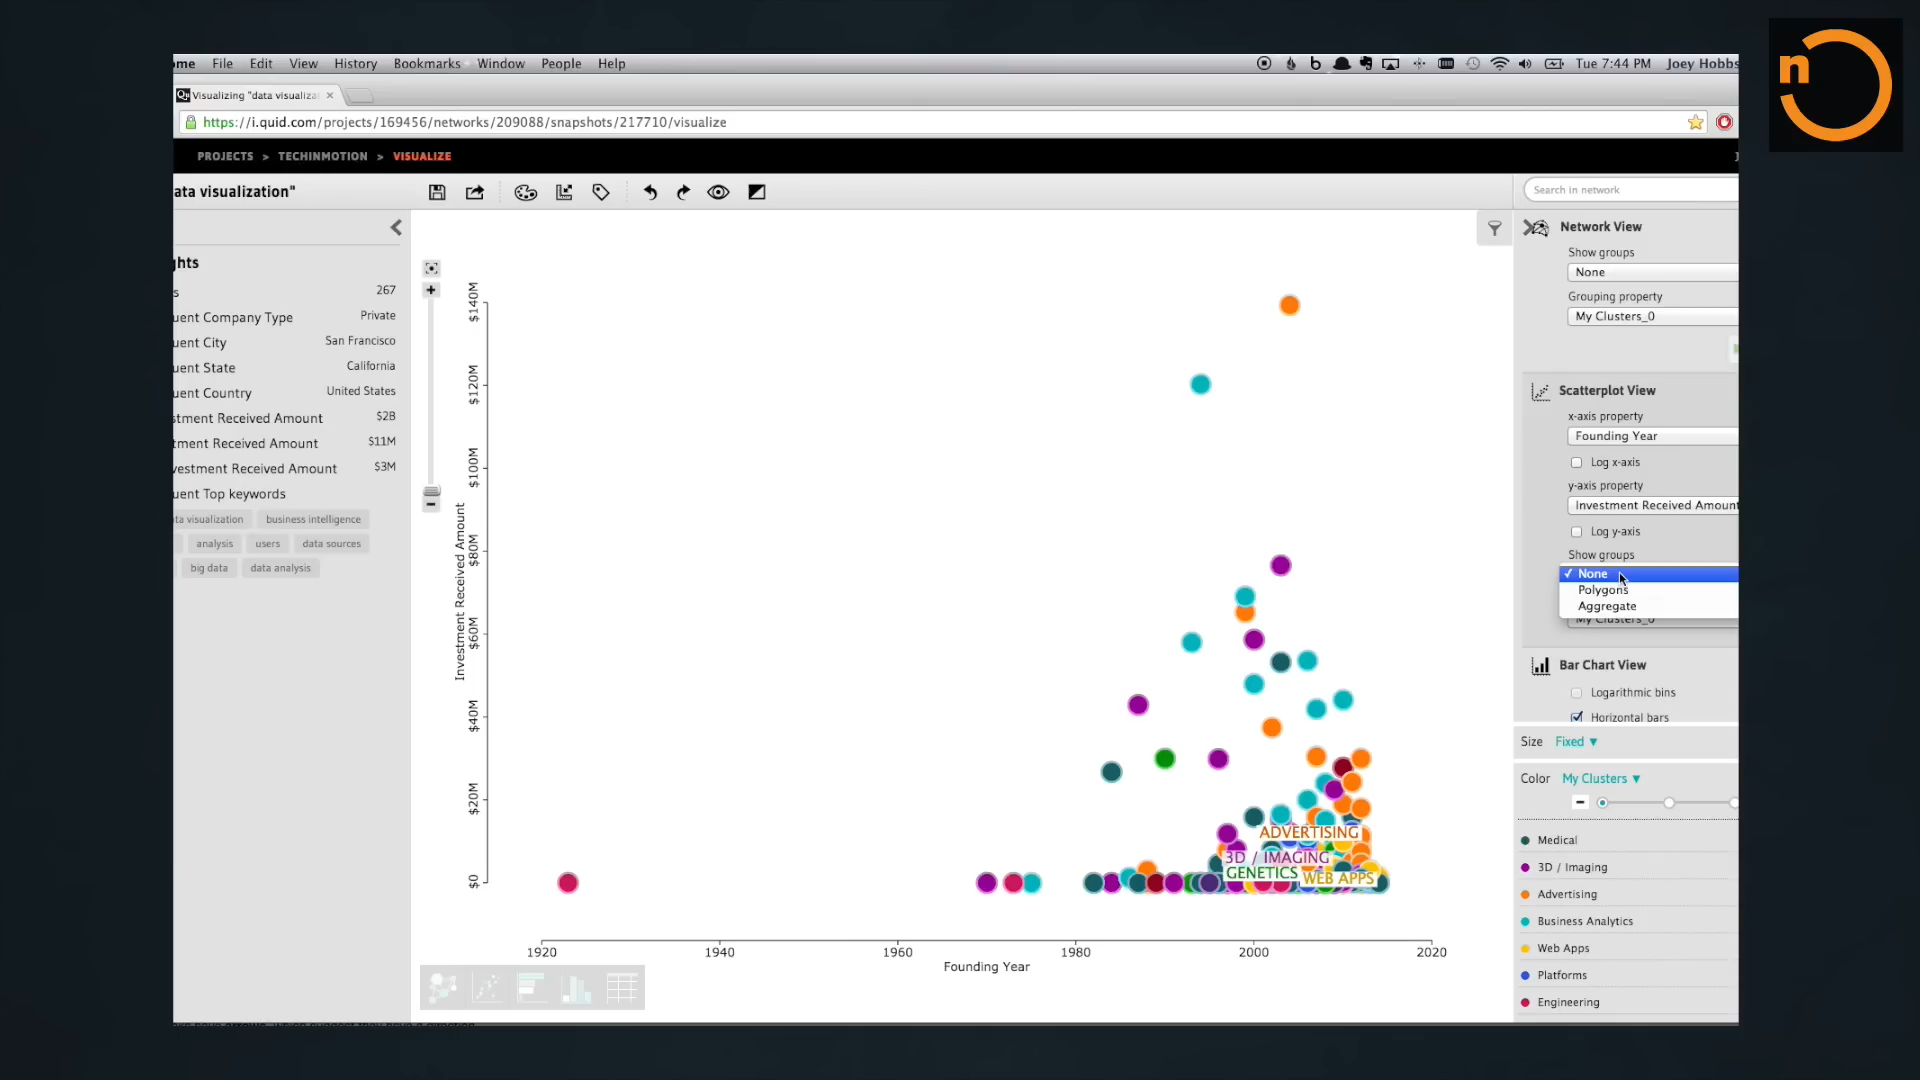 n
ome File Edit View History Bookmarks Window People Help Tue 7:44 PM Joey Hobbs
Visualizing "data visualiza
https://i.quid.com/projects/169456/networks/209088/snapshots/217710/visualize
PROJECTS > TECHINMOTION > VISUALIZE
ata visualization"
Search in network
ghts
s 267
uent Company Type Private
uent City San Francisco
uent State California
uent Country United States
stment Received Amount $2B
tment Received Amount $11M
vestment Received Amount $3M
uent Top keywords
ata visualization business intelligence
analysis users data sources
big data data analysis
$140M
$120M
$100M
$80M
$60M
$40M
$20M
$0
Investment Received Amount
ADVERTISING
3D / IMAGING
GENETICS WEB APPS
1920 1940 1960 1980 2000 2020
Founding Year
Network View
Show groups
None
Grouping property
My Clusters_0
Scatterplot View
x-axis property
Founding Year
Log x-axis
y-axis property
Investment Received Amount
Log y-axis
Show groups
✓ None
Polygons
Aggregate
My Clusters_0
Bar Chart View
Logarithmic bins
Horizontal bars
Size Fixed ▼
Color My Clusters ▼
Medical
3D / Imaging
Advertising
Business Analytics
Web Apps
Platforms
Engineering